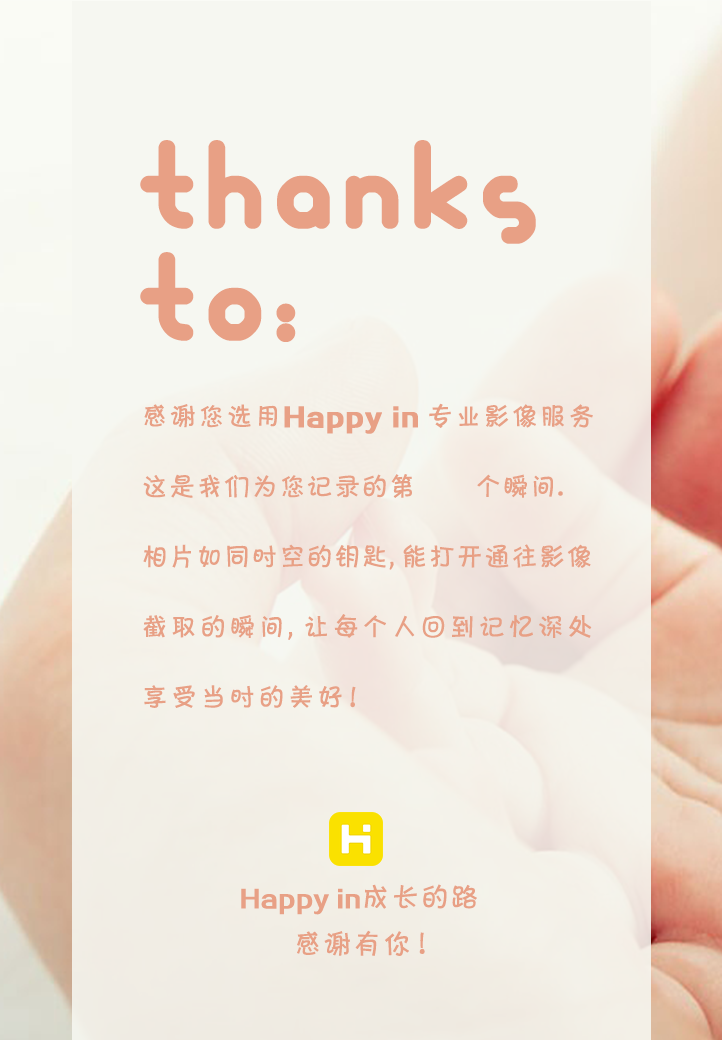 thanks
to:
感谢您选用Happy in 专业影像服务
这是我们为您记录的第 个瞬间.
相片如同时空的钥匙,能打开通往影像
截取的瞬间,让每个人回到记忆深处
享受当时的美好!
Hi
Happy in成长的路
感谢有你!